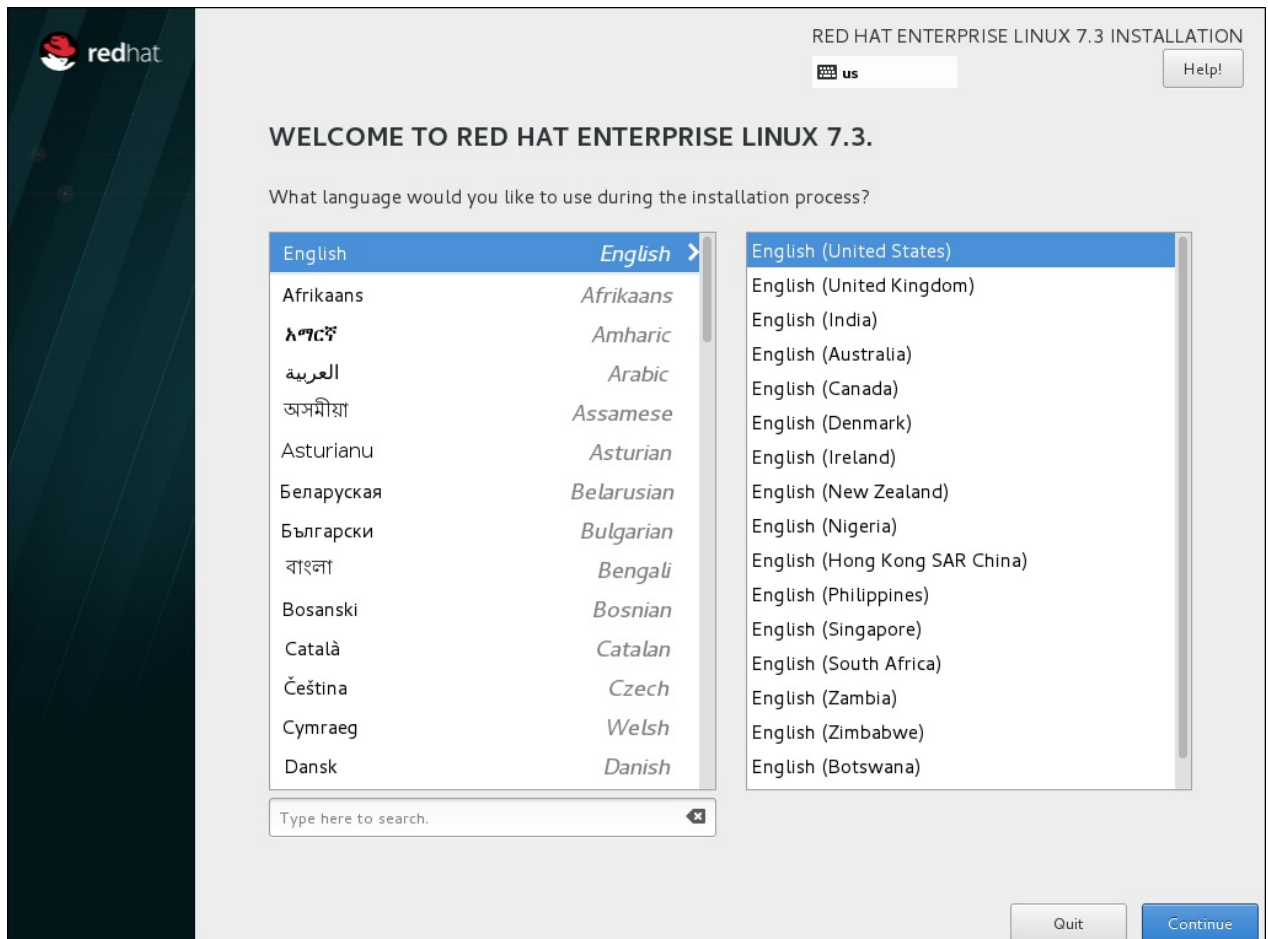 redhat
RED HAT ENTERPRISE LINUX 7.3 INSTALLATION
us
Help!
WELCOME TO RED HAT ENTERPRISE LINUX 7.3.
What language would you like to use during the installation process?
English English
Afrikaans Afrikaans
አማርኛ Amharic
العربية Arabic
অসমীয়া Assamese
Asturianu Asturian
Беларуская Belarusian
Български Bulgarian
বাংলা Bengali
Bosanski Bosnian
Català Catalan
Čeština Czech
Cymraeg Welsh
Dansk Danish
Type here to search.
English (United States)
English (United Kingdom)
English (India)
English (Australia)
English (Canada)
English (Denmark)
English (Ireland)
English (New Zealand)
English (Nigeria)
English (Hong Kong SAR China)
English (Philippines)
English (Singapore)
English (South Africa)
English (Zambia)
English (Zimbabwe)
English (Botswana)
Quit
Continue